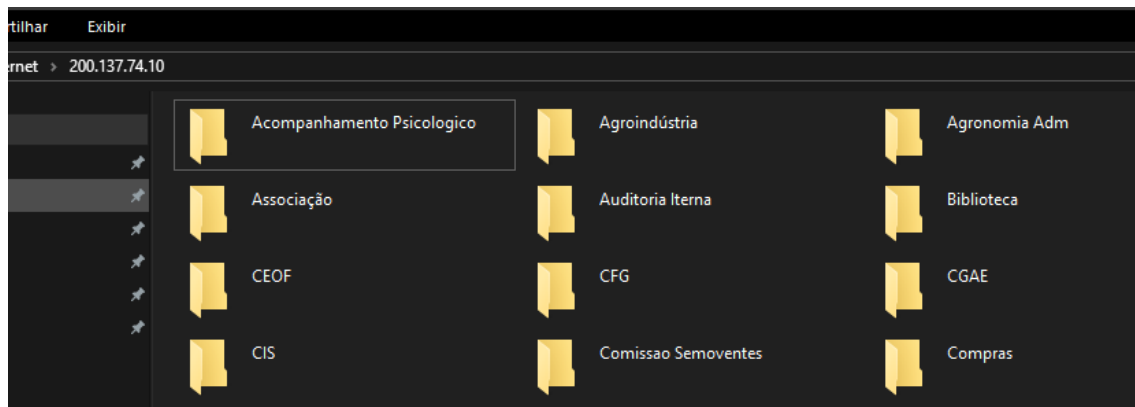 rtilhar Exibir
ernet > 200.137.74.10
Acompanhamento Psicologico Agroindústria Agronomia Adm
Associação Auditoria Iterna Biblioteca
CEOF CFG CGAE
CIS Comissao Semoventes Compras